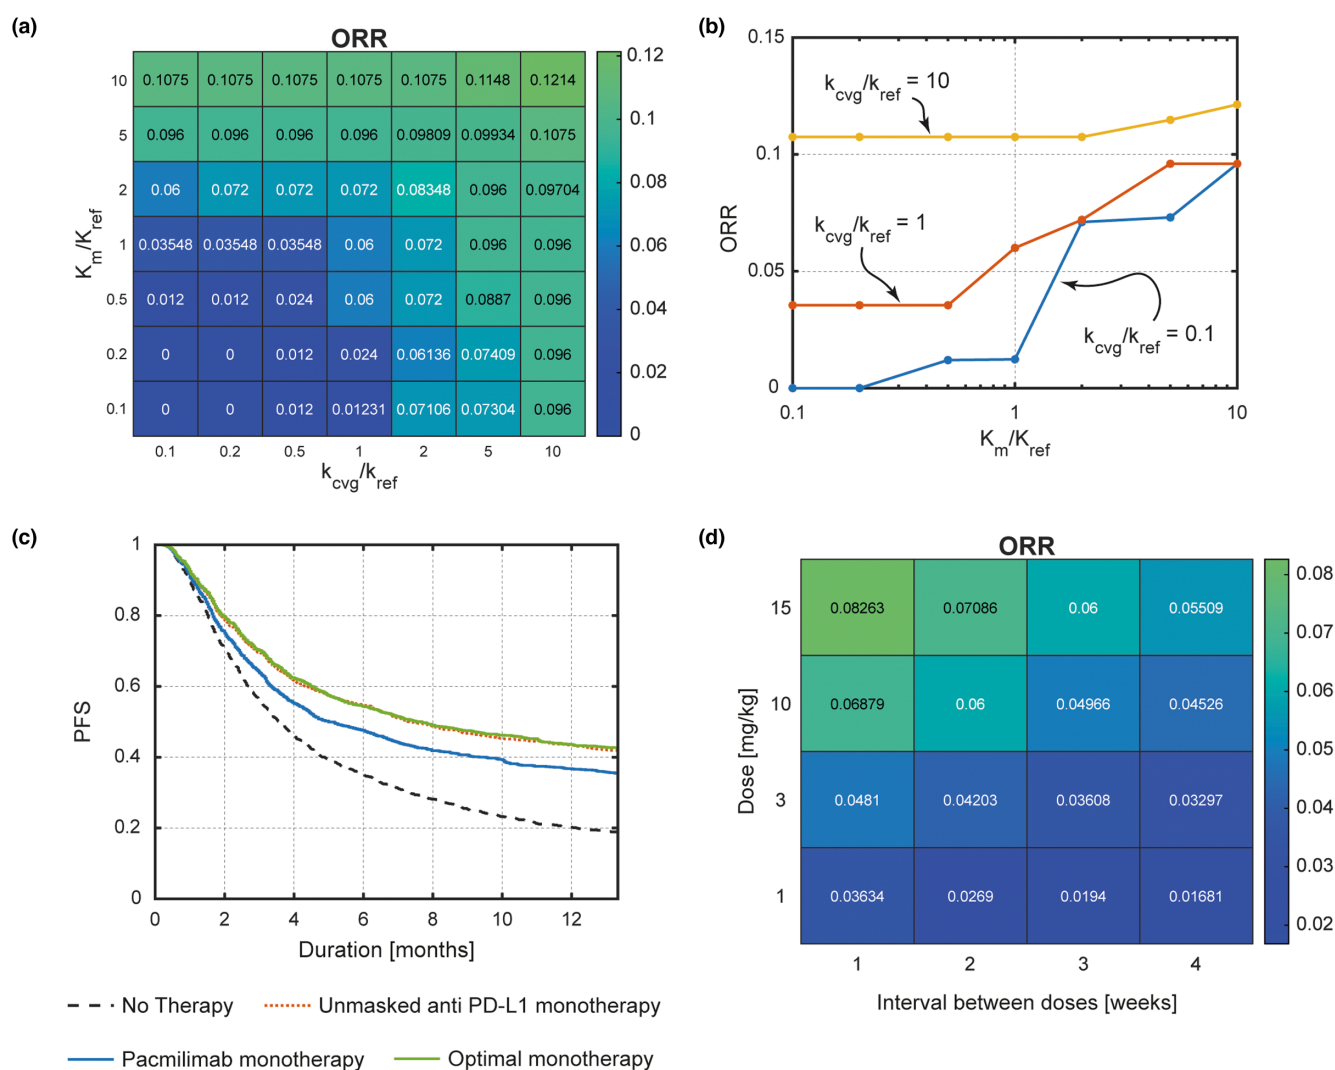 (a)
ORR
10 0.1075 0.1075 0.1075 0.1075 0.1075 0.1148 0.1214
5 0.096 0.096 0.096 0.096 0.09809 0.09934 0.1075
2 0.06 0.072 0.072 0.072 0.08348 0.096 0.09704
1 0.03548 0.03548 0.03548 0.06 0.072 0.096 0.096
0.5 0.012 0.012 0.024 0.06 0.072 0.0887 0.096
0.2 0 0 0.012 0.024 0.06136 0.07409 0.096
0.1 0 0 0.012 0.01231 0.07106 0.07304 0.096
0.1 0.2 0.5 1 2 5 10
K_m/K_ref
k_cvg/k_ref
0.12
0.1
0.08
0.06
0.04
0.02
0
(b)
0.15
0.1
0.05
0
ORR
k_cvg/k_ref = 10
k_cvg/k_ref = 1
k_cvg/k_ref = 0.1
0.1 1 10
K_m/K_ref
(c)
1
0.8
0.6
0.4
0.2
0
PFS
0 2 4 6 8 10 12
Duration [months]
No Therapy
Unmasked anti PD-L1 monotherapy
Pacmilimab monotherapy
Optimal monotherapy
(d)
ORR
15 0.08263 0.07086 0.06 0.05509
10 0.06879 0.06 0.04966 0.04526
3 0.0481 0.04203 0.03608 0.03297
1 0.03634 0.0269 0.0194 0.01681
1 2 3 4
Dose [mg/kg]
Interval between doses [weeks]
0.08
0.07
0.06
0.05
0.04
0.03
0.02